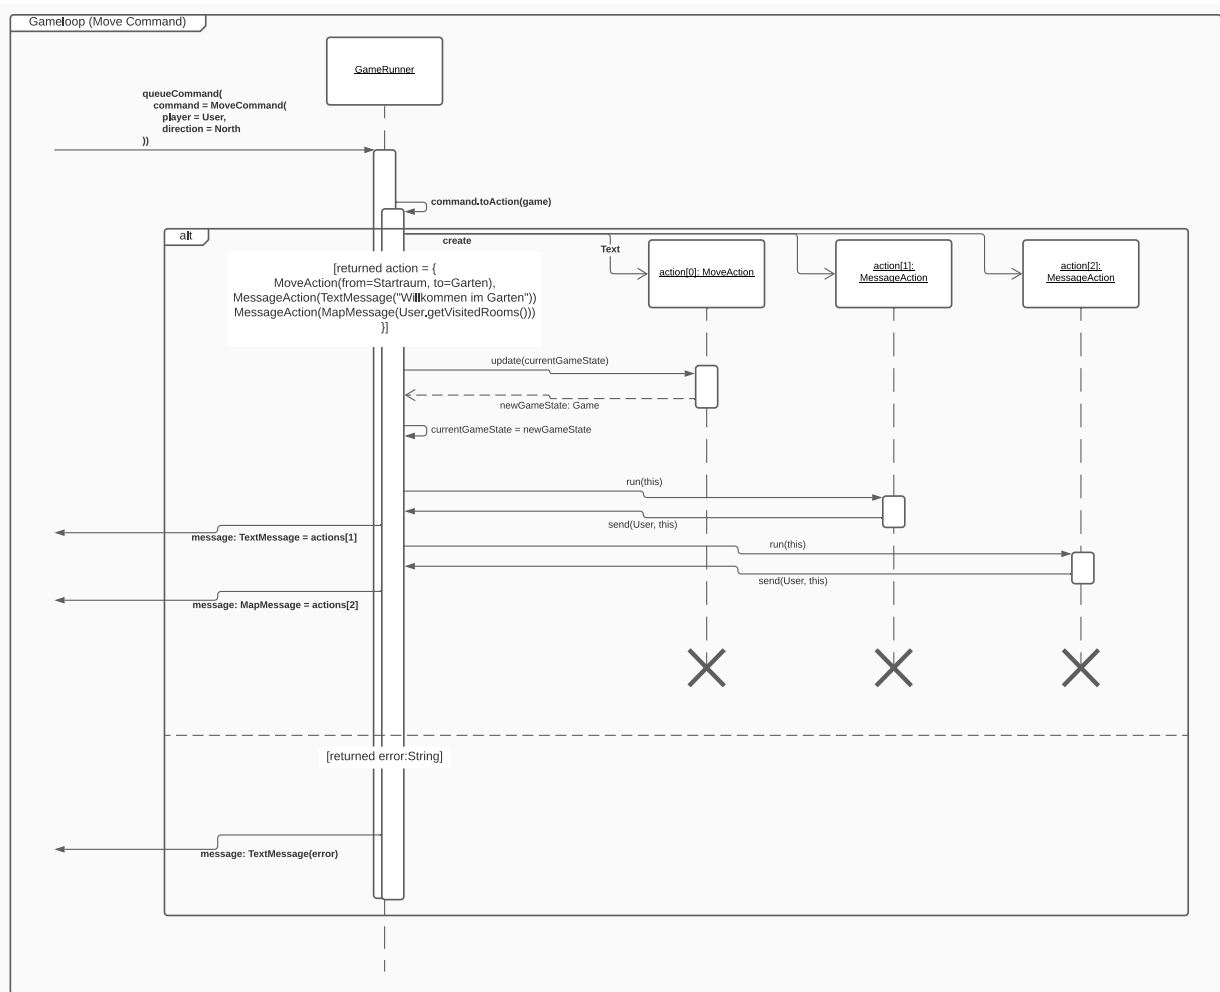 Gameloop (Move Command)
GameRunner
queueCommand(
command = MoveCommand(
player = User,
direction = North
))
command.toAction(game)
alt
create
Text
action[0]: MoveAction
action[1]:
MessageAction
action[2]:
MessageAction
[returned action = {
MoveAction(from=Startraum, to=Garten),
MessageAction(TextMessage("Willkommen im Garten"))
MessageAction(MapMessage(User.getVisitedRooms()))
}]
update(currentGameState)
newGameState: Game
currentGameState = newGameState
run(this)
send(User, this)
message: TextMessage = actions[1]
run(this)
send(User, this)
message: MapMessage = actions[2]
[returned error:String]
message: TextMessage(error)